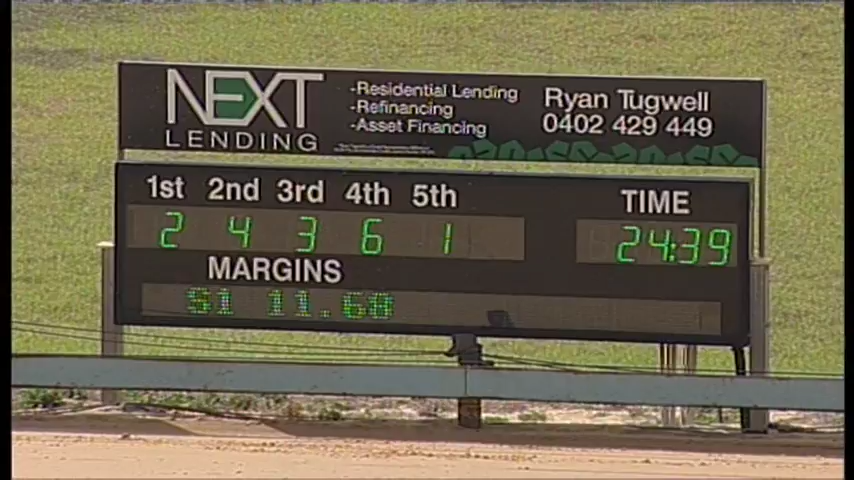 NEXT
LENDING
-Residential Lending
-Refinancing
-Asset Financing
Ryan Tugwell
0402 429 449
1st 2nd 3rd 4th 5th TIME
2 4 3 6 1 24:39
MARGINS
S1 11.60